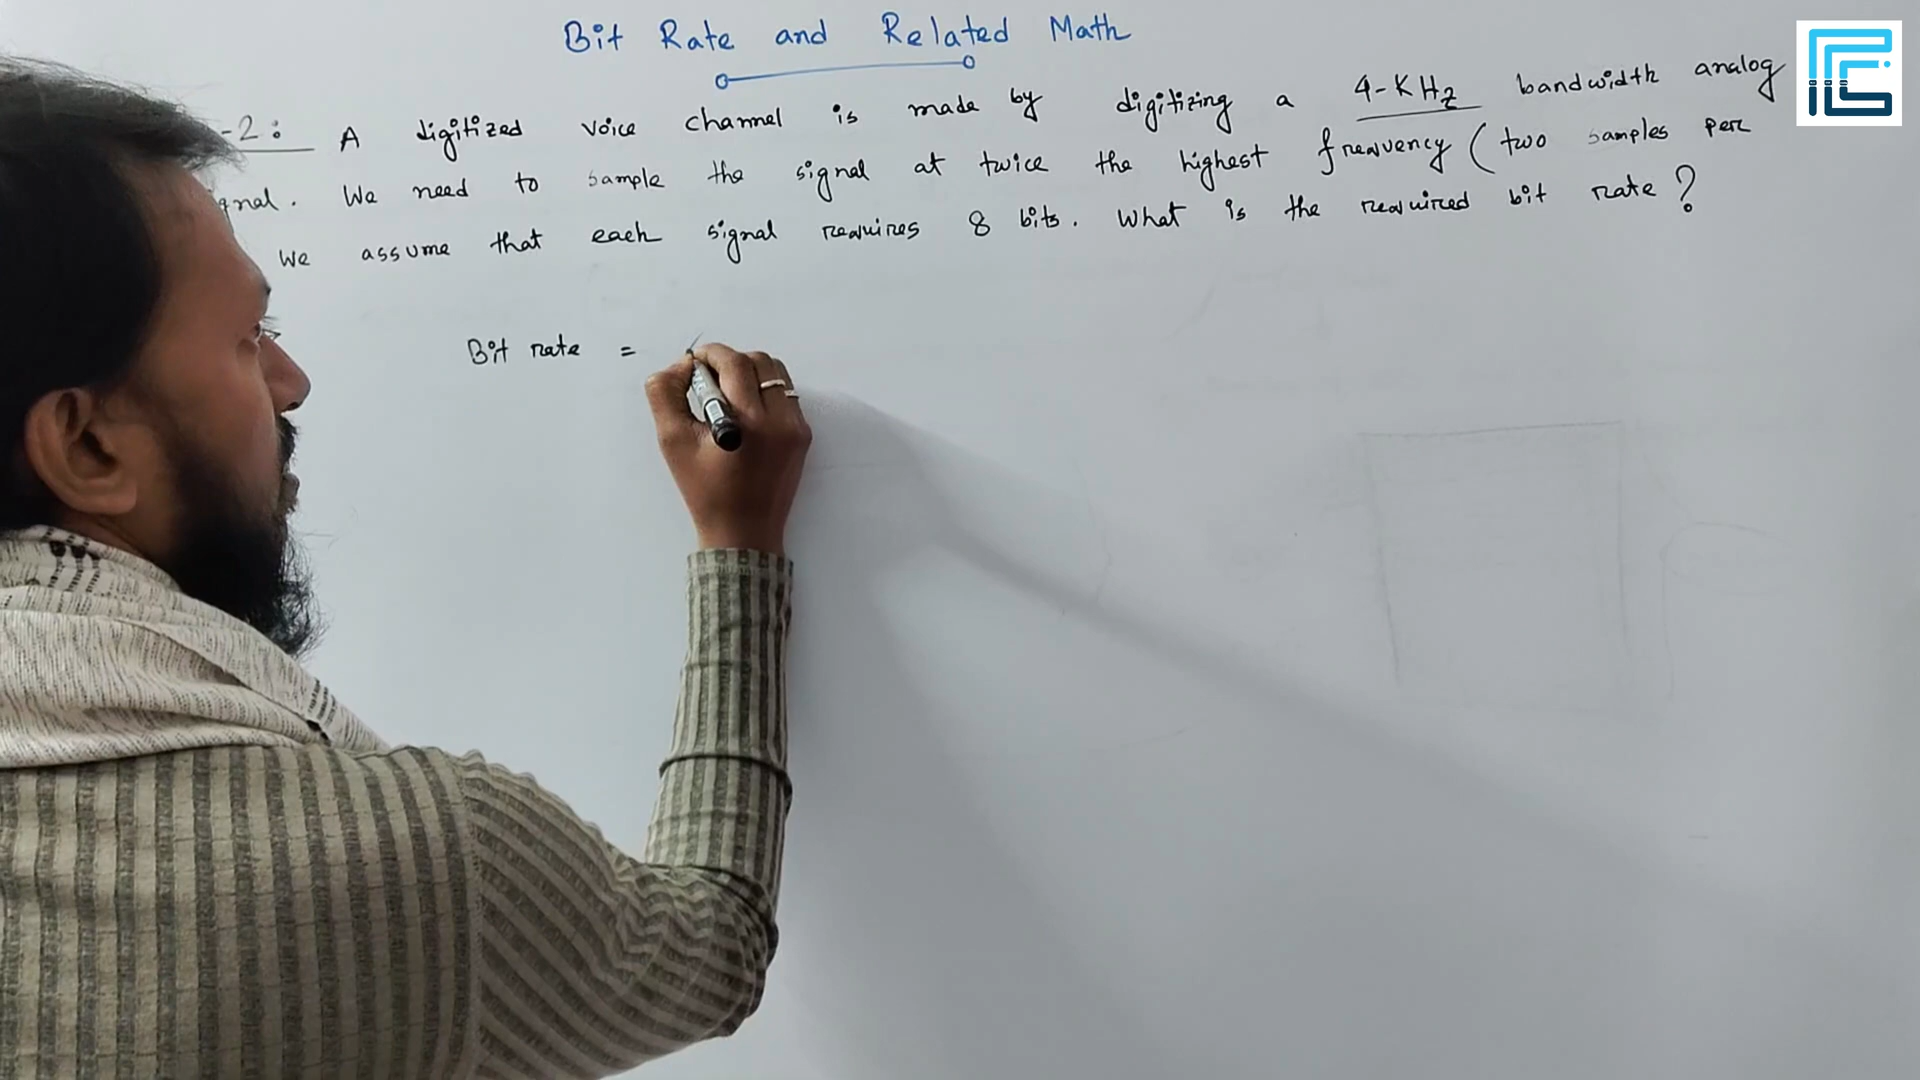 Bit Rate and Related Math
-2: A digitized voice channel is made by digitizing a 4-KHz bandwidth analog
gnal. We need to sample the signal at twice the highest frequency (two samples per
We assume that each signal requires 8 bits. What is the required bit rate?
Bit rate =